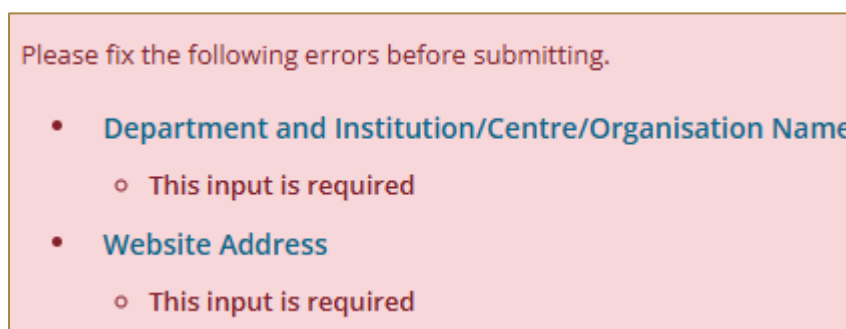 Please fix the following errors before submitting.
Department and Institution/Centre/Organisation Name
This input is required
Website Address
This input is required